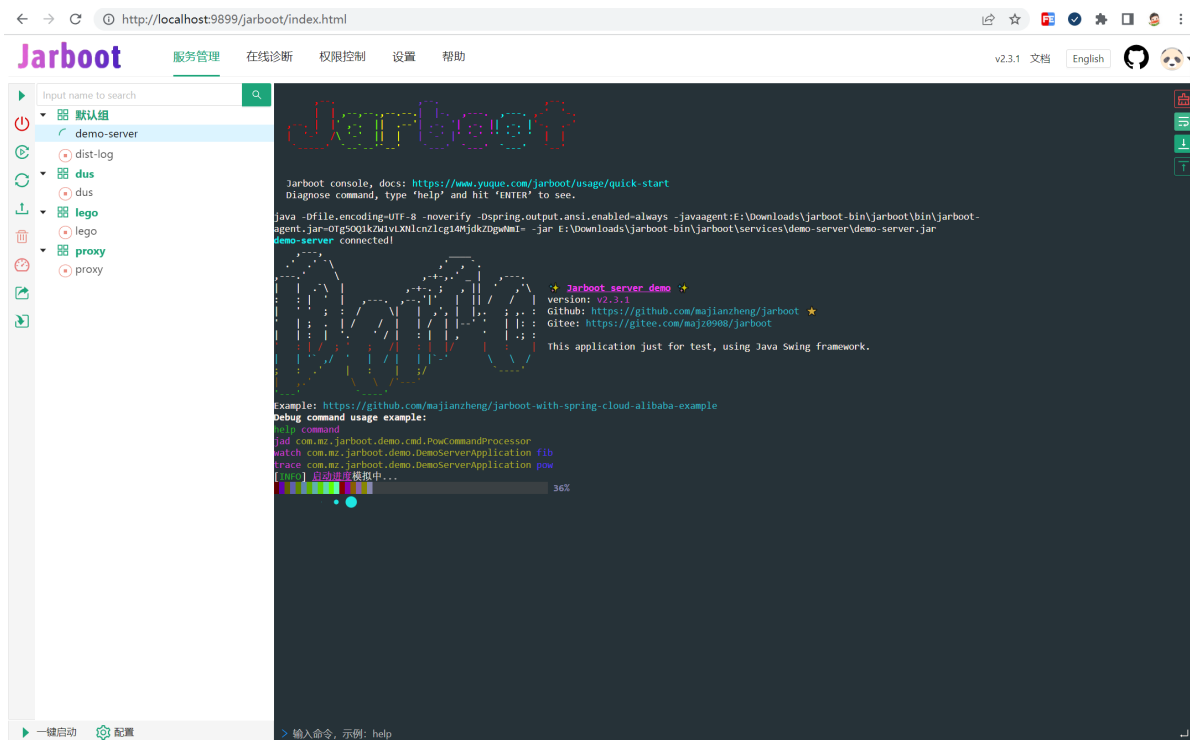 http://localhost:9899/jarboot/index.html
FE
Jarboot 服务管理 在线诊断 权限控制 设置 帮助 v2.3.1 文档 English
Input name to search
默认组
demo-server
dist-log
dus
dus
lego
lego
proxy
proxy
Jarboot
Jarboot console, docs: https://www.yuque.com/jarboot/usage/quick-start
Diagnose command, type ‘help’ and hit ‘ENTER’ to see.
java -Dfile.encoding=UTF-8 -noverify -Dspring.output.ansi.enabled=always -javaagent:E:\Downloads\jarboot-bin\jarboot\bin\jarboot-
agent.jar=OTg5OQ1kZW1vLXNlcnZlcg14MjdkZDgwNmI= -jar E:\Downloads\jarboot-bin\jarboot\services\demo-server\demo-server.jar
demo-server connected!
Jarboot server demo
version: v2.3.1
Github: https://github.com/majianzheng/jarboot
Gitee: https://gitee.com/majz0908/jarboot
This application just for test, using Java Swing framework.
Example: https://github.com/majianzheng/jarboot-with-spring-cloud-alibaba-example
Debug command usage example:
help command
jad com.mz.jarboot.demo.cmd.PowCommandProcessor
watch com.mz.jarboot.demo.DemoServerApplication fib
trace com.mz.jarboot.demo.DemoServerApplication pow
[INFO] 启动进度模拟中...
36%
一键启动 配置
> 输入命令，示例：help